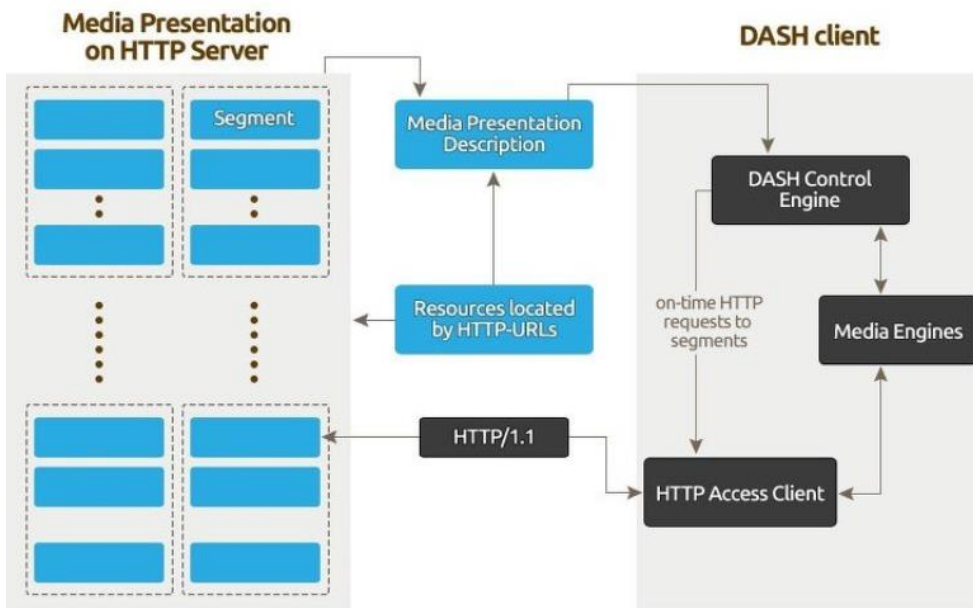 Media Presentation
on HTTP Server
DASH client
Segment
Media Presentation
Description
DASH Control
Engine
Resources located
by HTTP-URLs
on-time HTTP
requests to
segments
Media Engines
HTTP/1.1
HTTP Access Client